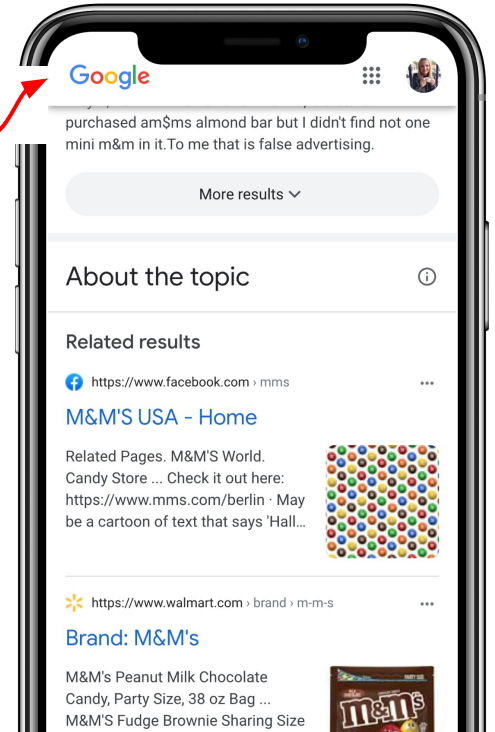 Google
purchased am$ms almond bar but I didn't find not one
mini m&m in it.To me that is false advertising.
More results
About the topic
Related results
https://www.facebook.com › mms
M&M'S USA - Home
Related Pages. M&M'S World.
Candy Store ... Check it out here:
https://www.mms.com/berlin · May
be a cartoon of text that says 'Hall...
https://www.walmart.com › brand › m-m-s
Brand: M&M's
M&M's Peanut Milk Chocolate
Candy, Party Size, 38 oz Bag ...
M&M'S Fudge Brownie Sharing Size
m&m's